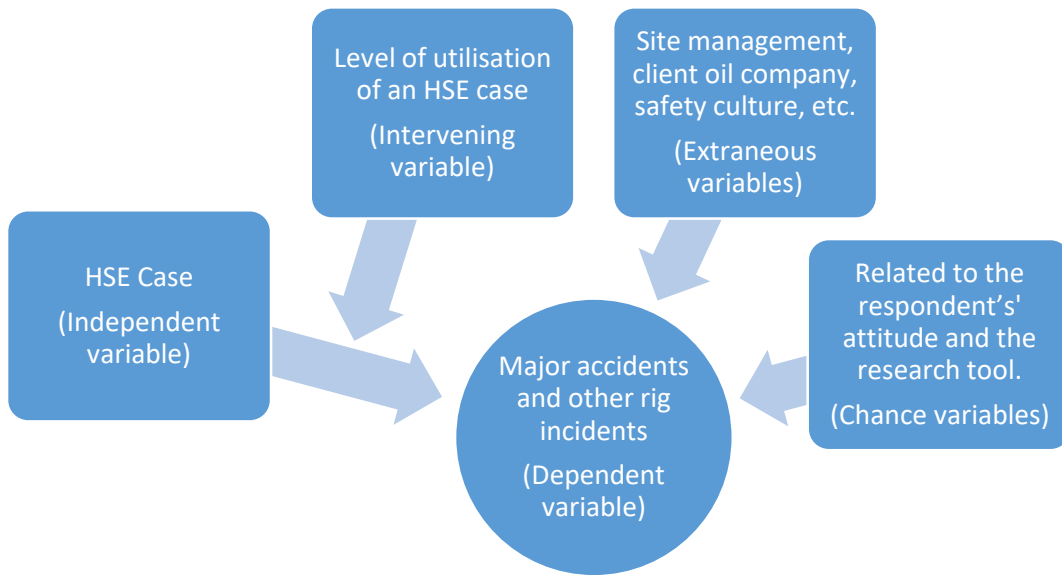 Level of utilisation
of an HSE case
(Intervening
variable)
Site management,
client oil company,
safety culture, etc.
(Extraneous
variables)
HSE Case
(Independent
variable)
Related to the
respondent’s'
attitude and the
research tool.
(Chance variables)
Major accidents
and other rig
incidents
(Dependent
variable)